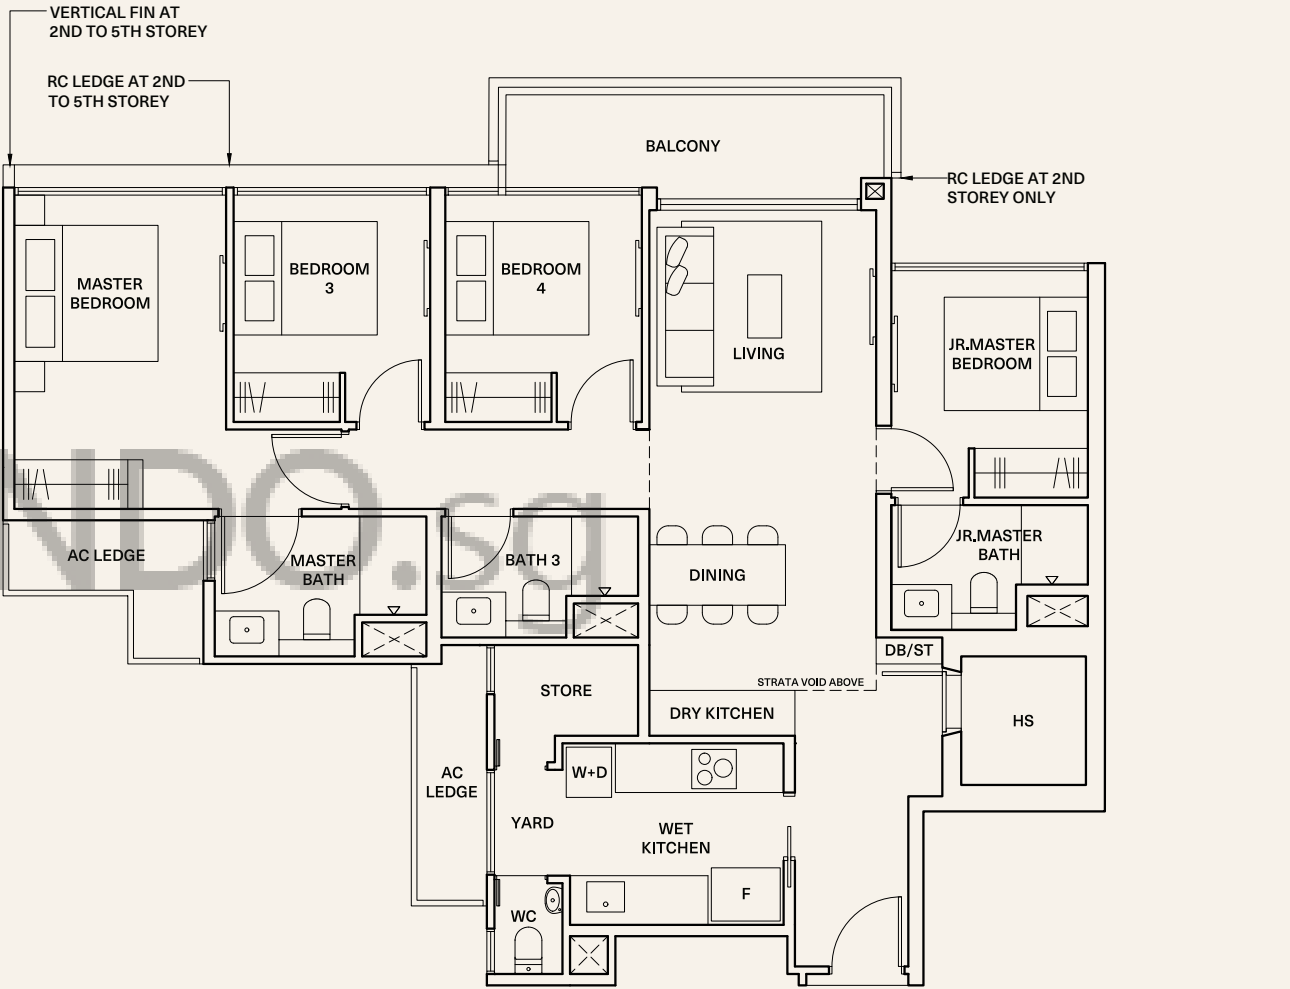 VERTICAL FIN AT
2ND TO 5TH STOREY
RC LEDGE AT 2ND
TO 5TH STOREY
BALCONY
RC LEDGE AT 2ND
STOREY ONLY
MASTER
BEDROOM
BEDROOM
3
BEDROOM
4
LIVING
JR.MASTER
BEDROOM
NDO.sg
AC LEDGE
MASTER
BATH
BATH 3
DINING
JR.MASTER
BATH
DB/ST
STORE
STRATA VOID ABOVE
DRY KITCHEN
HS
AC
LEDGE
W+D
YARD
WET
KITCHEN
F
WC